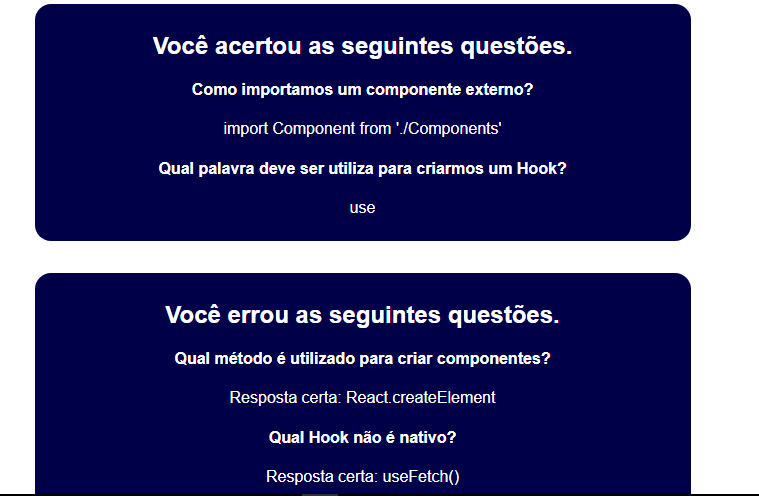 Você acertou as seguintes questões.
Como importamos um componente externo?
import Component from './Components'
Qual palavra deve ser utiliza para criarmos um Hook?
use
Você errou as seguintes questões.
Qual método é utilizado para criar componentes?
Resposta certa: React.createElement
Qual Hook não é nativo?
Resposta certa: useFetch()